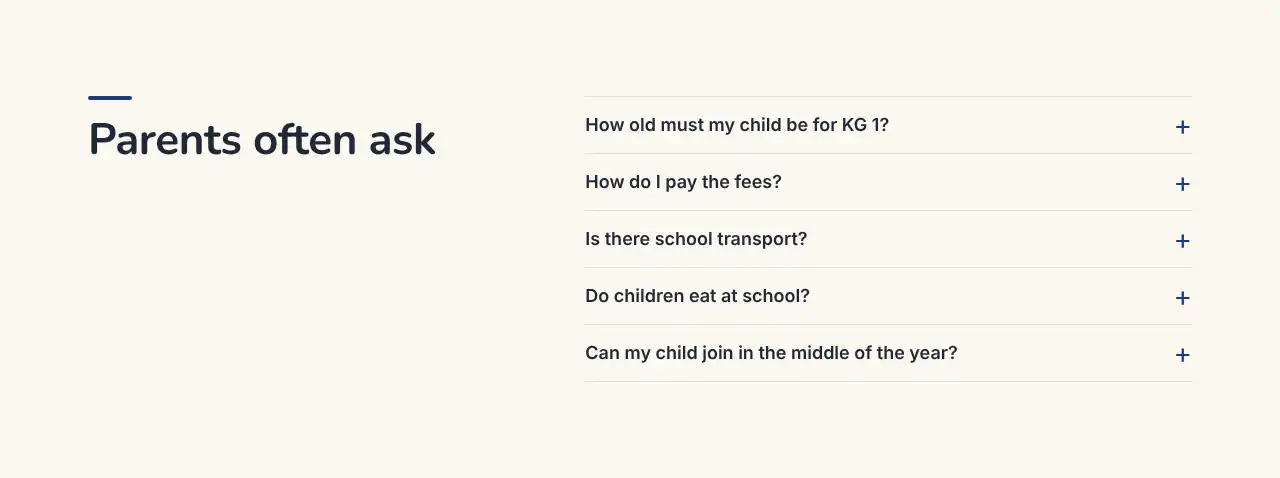 Parents often ask
How old must my child be for KG 1?
How do I pay the fees?
Is there school transport?
Do children eat at school?
Can my child join in the middle of the year?